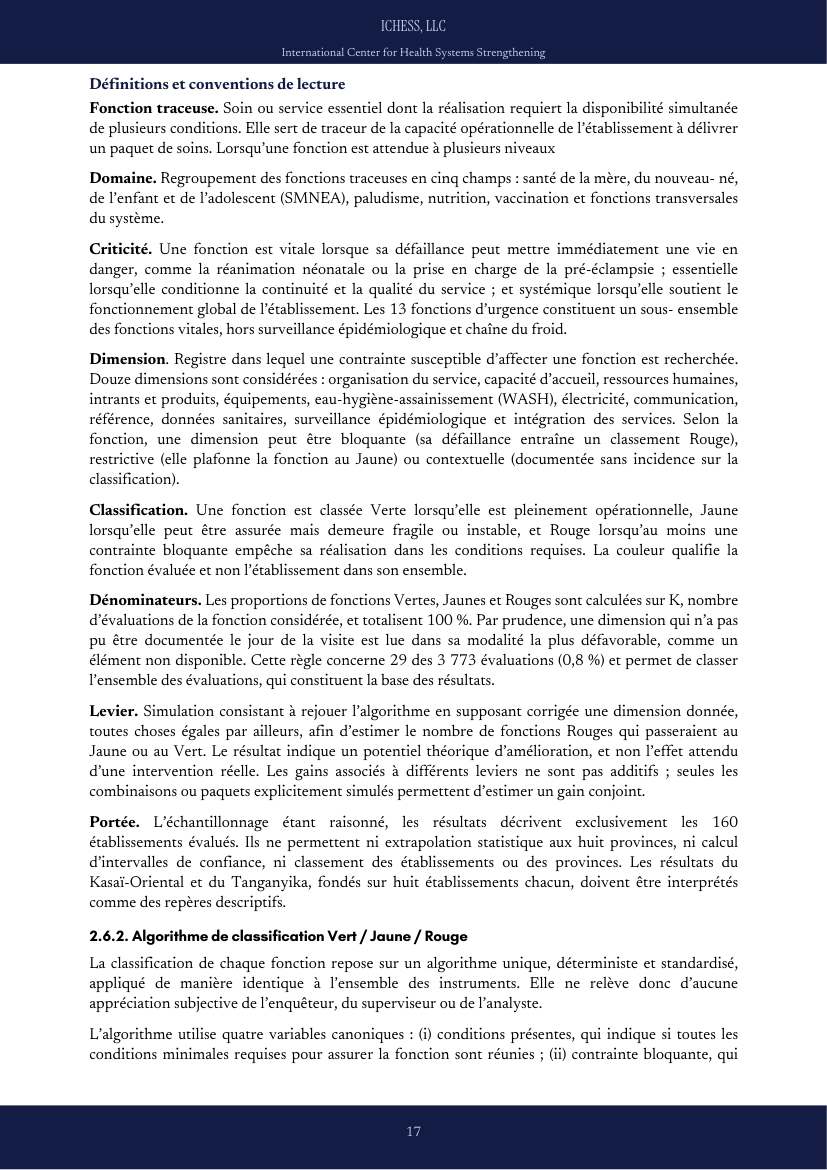 ICHESS, LLC
International Center for Health Systems Strengthening
Définitions et conventions de lecture
Fonction traceuse. Soin ou service essentiel dont la réalisation requiert la disponibilité simultanée
de plusieurs conditions. Elle sert de traceur de la capacité opérationnelle de l’établissement à délivrer
un paquet de soins. Lorsqu’une fonction est attendue à plusieurs niveaux
Domaine. Regroupement des fonctions traceuses en cinq champs : santé de la mère, du nouveau- né,
de l’enfant et de l’adolescent (SMNEA), paludisme, nutrition, vaccination et fonctions transversales
du système.
Criticité. Une fonction est vitale lorsque sa défaillance peut mettre immédiatement une vie en
danger, comme la réanimation néonatale ou la prise en charge de la pré-éclampsie ; essentielle
lorsqu’elle conditionne la continuité et la qualité du service ; et systémique lorsqu’elle soutient le
fonctionnement global de l’établissement. Les 13 fonctions d’urgence constituent un sous- ensemble
des fonctions vitales, hors surveillance épidémiologique et chaîne du froid.
Dimension. Registre dans lequel une contrainte susceptible d’affecter une fonction est recherchée.
Douze dimensions sont considérées : organisation du service, capacité d’accueil, ressources humaines,
intrants et produits, équipements, eau-hygiène-assainissement (WASH), électricité, communication,
référence, données sanitaires, surveillance épidémiologique et intégration des services. Selon la
fonction, une dimension peut être bloquante (sa défaillance entraîne un classement Rouge),
restrictive (elle plafonne la fonction au Jaune) ou contextuelle (documentée sans incidence sur la
classification).
Classification. Une fonction est classée Verte lorsqu’elle est pleinement opérationnelle, Jaune
lorsqu’elle peut être assurée mais demeure fragile ou instable, et Rouge lorsqu’au moins une
contrainte bloquante empêche sa réalisation dans les conditions requises. La couleur qualifie la
fonction évaluée et non l’établissement dans son ensemble.
Dénominateurs. Les proportions de fonctions Vertes, Jaunes et Rouges sont calculées sur K, nombre
d’évaluations de la fonction considérée, et totalisent 100 %. Par prudence, une dimension qui n’a pas
pu être documentée le jour de la visite est lue dans sa modalité la plus défavorable, comme un
élément non disponible. Cette règle concerne 29 des 3 773 évaluations (0,8 %) et permet de classer
l’ensemble des évaluations, qui constituent la base des résultats.
Levier. Simulation consistant à rejouer l’algorithme en supposant corrigée une dimension donnée,
toutes choses égales par ailleurs, afin d’estimer le nombre de fonctions Rouges qui passeraient au
Jaune ou au Vert. Le résultat indique un potentiel théorique d’amélioration, et non l’effet attendu
d’une intervention réelle. Les gains associés à différents leviers ne sont pas additifs ; seules les
combinaisons ou paquets explicitement simulés permettent d’estimer un gain conjoint.
Portée. L’échantillonnage étant raisonné, les résultats décrivent exclusivement les 160
établissements évalués. Ils ne permettent ni extrapolation statistique aux huit provinces, ni calcul
d’intervalles de confiance, ni classement des établissements ou des provinces. Les résultats du
Kasaï-Oriental et du Tanganyika, fondés sur huit établissements chacun, doivent être interprétés
comme des repères descriptifs.
2.6.2. Algorithme de classification Vert / Jaune / Rouge
La classification de chaque fonction repose sur un algorithme unique, déterministe et standardisé,
appliqué de manière identique à l’ensemble des instruments. Elle ne relève donc d’aucune
appréciation subjective de l’enquêteur, du superviseur ou de l’analyste.
L’algorithme utilise quatre variables canoniques : (i) conditions présentes, qui indique si toutes les
conditions minimales requises pour assurer la fonction sont réunies ; (ii) contrainte bloquante, qui
17